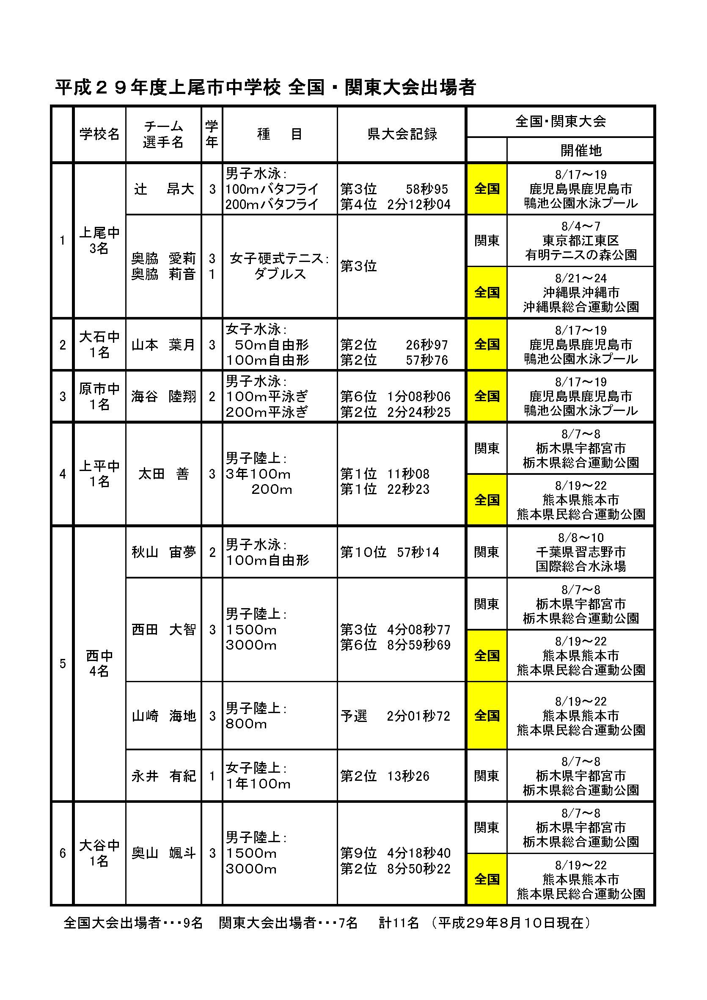 平成２９年度上尾市中学校 全国・関東大会出場者
学校名
チーム
選手名
学
年
種　目
県大会記録
全国・関東大会
開催地
1
上尾中
3名
辻　昂大
3
男子水泳：
100mバタフライ
200mバタフライ
第３位　58秒95
第４位　2分12秒04
全国
8/17～19
鹿児島県鹿児島市
鴨池公園水泳プール
奥脇　愛莉
奥脇　莉音
3
1
女子硬式テニス：
ダブルス
第３位
関東
8/4～7
東京都江東区
有明テニスの森公園
全国
8/21～24
沖縄県沖縄市
沖縄県総合運動公園
2
大石中
1名
山本　葉月
3
女子水泳：
５０ｍ自由形
１００ｍ自由形
第２位　26秒97
第２位　57秒76
全国
8/17～19
鹿児島県鹿児島市
鴨池公園水泳プール
3
原市中
1名
海谷　陸翔
2
男子水泳：
１００ｍ平泳ぎ
２００ｍ平泳ぎ
第６位　1分08秒06
第２位　2分24秒25
全国
8/17～19
鹿児島県鹿児島市
鴨池公園水泳プール
4
上平中
1名
太田　善
3
男子陸上：
３年１００ｍ
２００ｍ
第１位　11秒08
第１位　22秒23
関東
8/7～8
栃木県宇都宮市
栃木県総合運動公園
全国
8/19～22
熊本県熊本市
熊本県民総合運動公園
5
西中
4名
秋山　宙夢
2
男子水泳：
１００ｍ自由形
第１０位　57秒14
関東
8/8～10
千葉県習志野市
国際総合水泳場
西田　大智
3
男子陸上：
１５００ｍ
３０００ｍ
第３位　4分08秒77
第６位　8分59秒69
関東
8/7～8
栃木県宇都宮市
栃木県総合運動公園
全国
8/19～22
熊本県熊本市
熊本県民総合運動公園
山崎　海地
3
男子陸上：
８００ｍ
予選　2分01秒72
全国
8/19～22
熊本県熊本市
熊本県民総合運動公園
永井　有紀
1
女子陸上：
１年１００ｍ
第２位　13秒26
関東
8/7～8
栃木県宇都宮市
栃木県総合運動公園
6
大谷中
1名
奥山　颯斗
3
男子陸上：
１５００ｍ
３０００ｍ
第９位　4分18秒40
第２位　8分50秒22
関東
8/7～8
栃木県宇都宮市
栃木県総合運動公園
全国
8/19～22
熊本県熊本市
熊本県民総合運動公園
全国大会出場者・・・9名　関東大会出場者・・・7名　計11名　（平成２９年８月１０日現在）